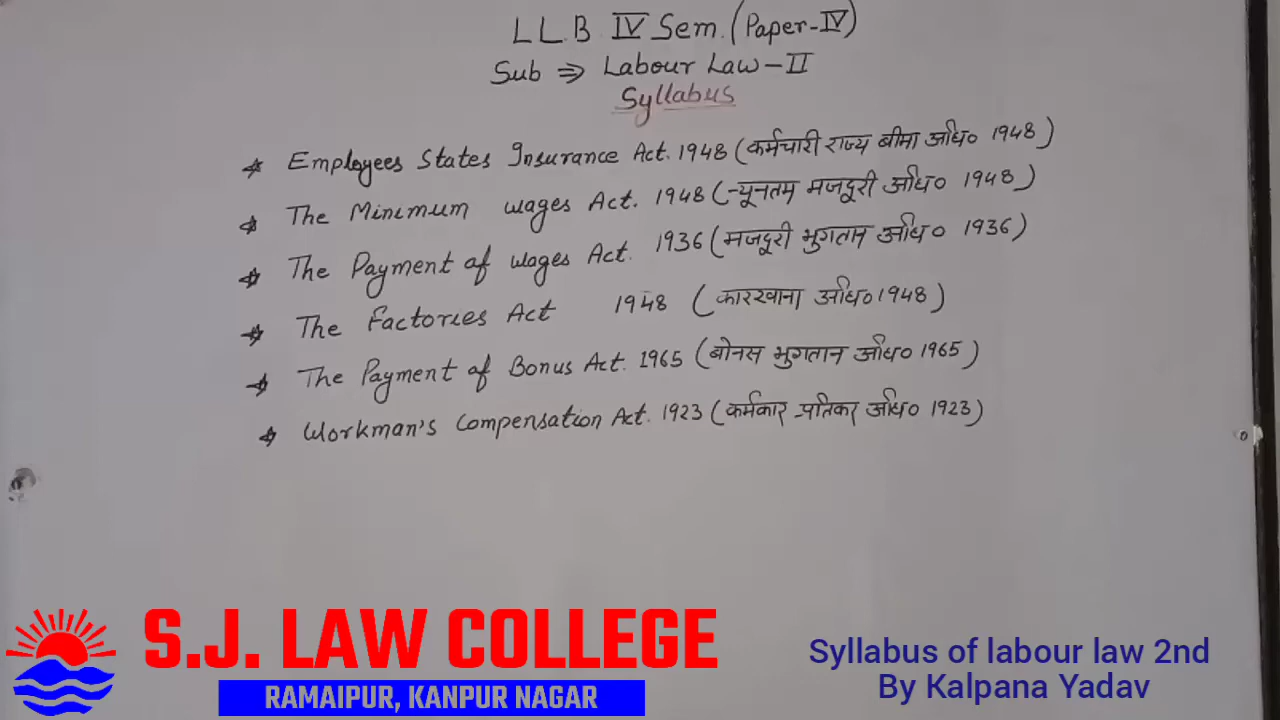 L L.B IV Sem. (Paper-IV)
Sub ⇒ Labour Law-II
Syllabus
☆ Employees States Insurance Act. 1948 (कर्मचारी राज्य बीमा अधि० 1948)
☆ The Minimum wages Act. 1948 (न्यूनतम मजदूरी अधि० 1948)
☆ The Payment of wages Act. 1936 (मजदूरी भुगतान अधि० 1936)
☆ The Factories Act 1948 (कारखाना अधि० 1948)
☆ The Payment of Bonus Act. 1965 (बोनस भुगतान अधि० 1965)
☆ Workman's Compensation Act. 1923 (कर्मकार प्रतिकर अधि० 1923)
S.J. LAW COLLEGE
RAMAIPUR, KANPUR NAGAR
Syllabus of labour law 2nd
By Kalpana Yadav